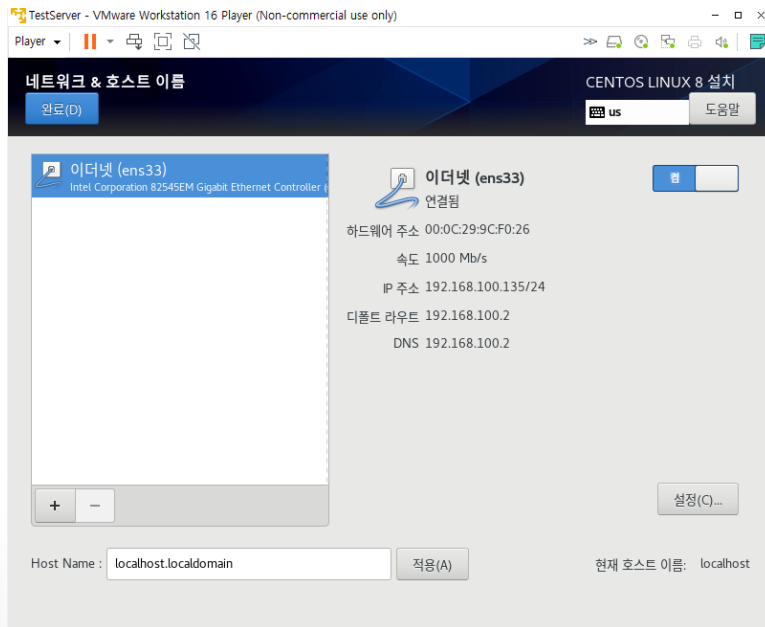 TestServer - VMware Workstation 16 Player (Non-commercial use only)
Player
네트워크 & 호스트 이름
CENTOS LINUX 8 설치
완료(D)
us
도움말
이더넷 (ens33)
Intel Corporation 82545EM Gigabit Ethernet Controller (
이더넷 (ens33)
연결됨
켬
하드웨어 주소 00:0C:29:9C:F0:26
속도 1000 Mb/s
IP 주소 192.168.100.135/24
디폴트 라우트 192.168.100.2
DNS 192.168.100.2
설정(C)...
Host Name : localhost.localdomain
적용(A)
현재 호스트 이름: localhost